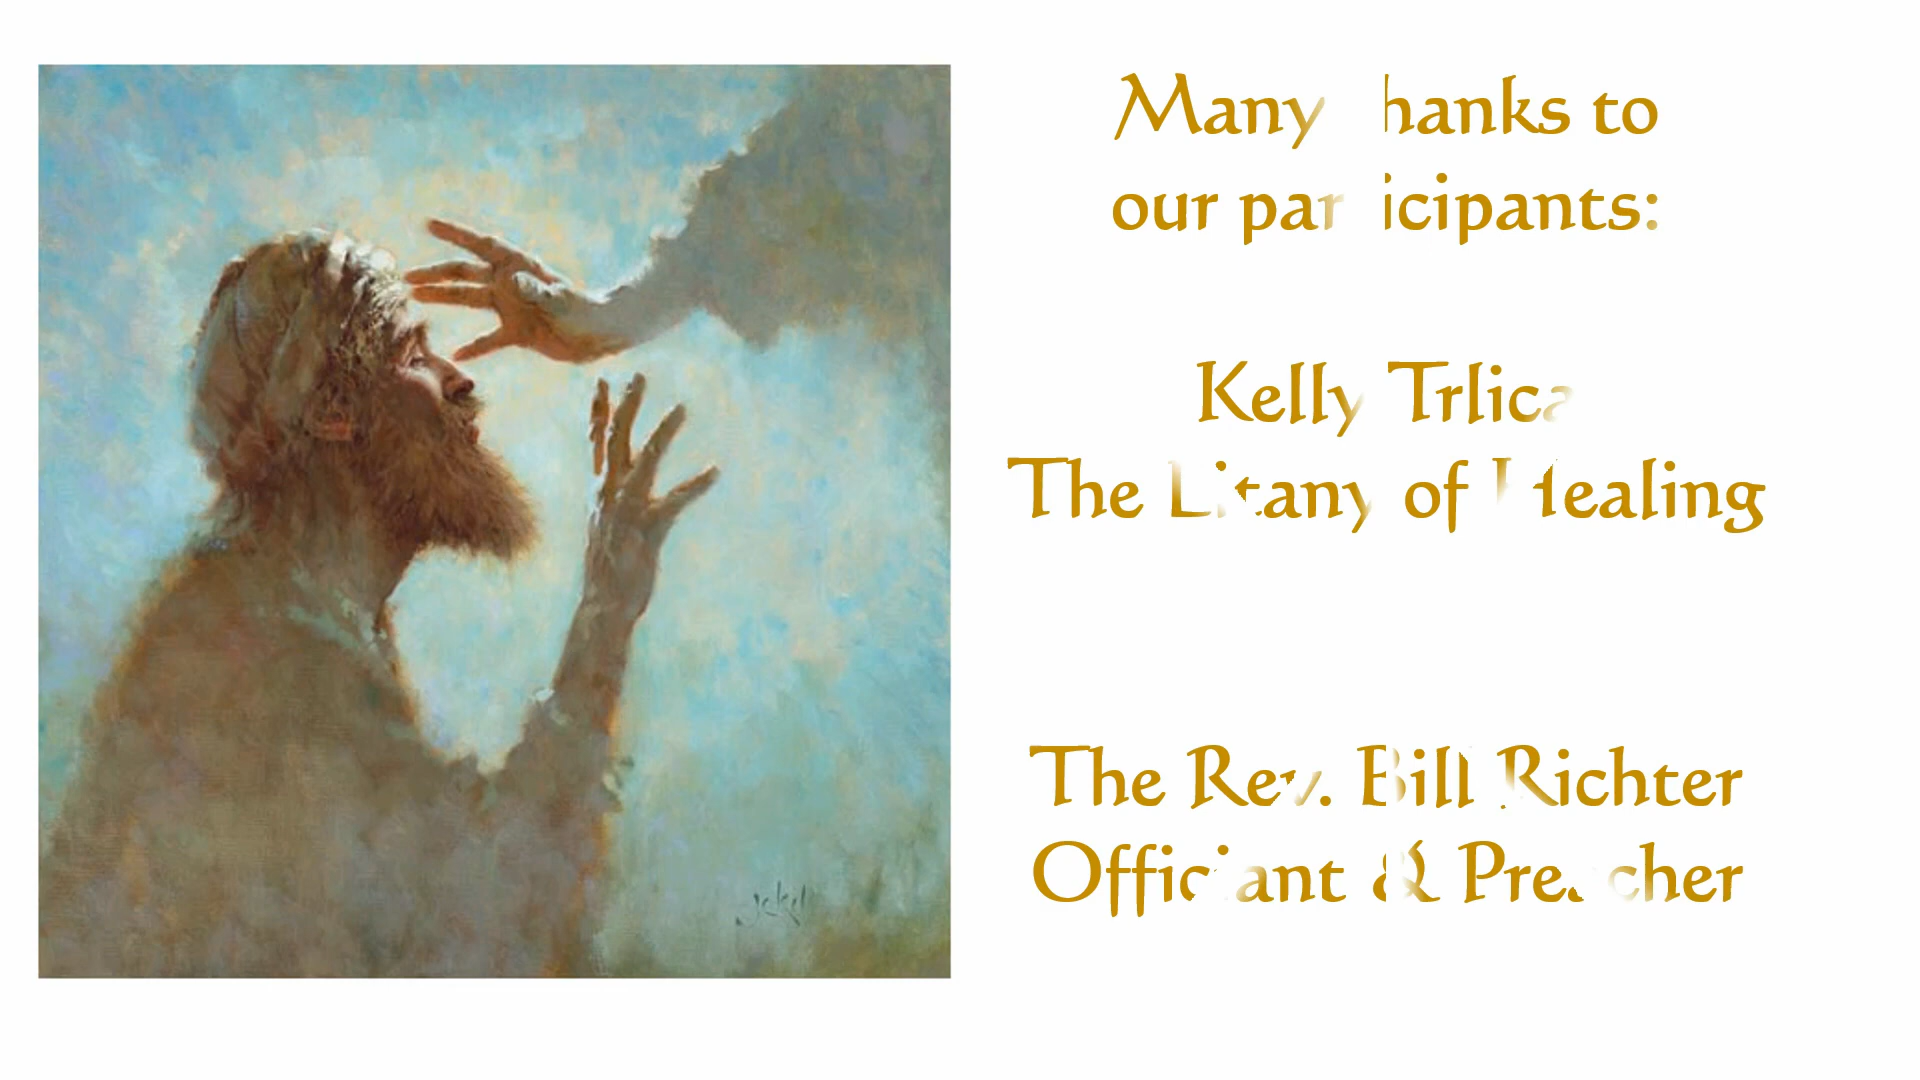 Many thanks to
our participants:
Kelly Trlica
The Litany of Healing
The Rev. Bill Richter
Officiant & Preacher